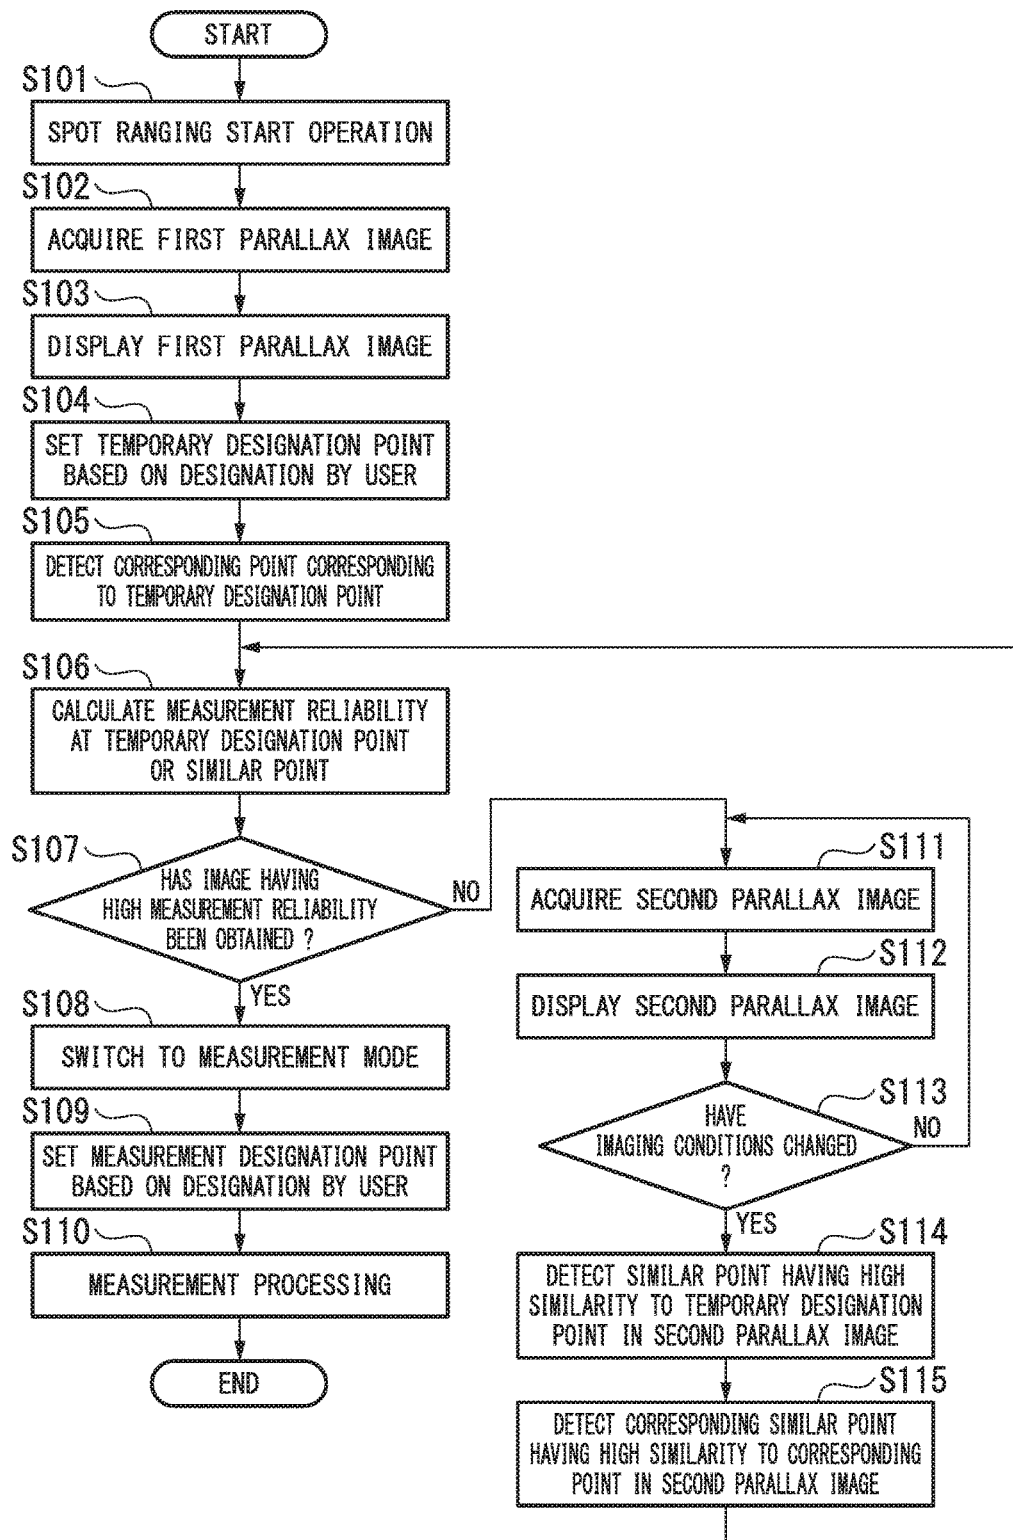 START
S101
SPOT RANGING START OPERATION
S102
ACQUIRE FIRST PARALLAX IMAGE
S103
DISPLAY FIRST PARALLAX IMAGE
S104
SET TEMPORARY DESIGNATION POINT
BASED ON DESIGNATION BY USER
S105
DETECT CORRESPONDING POINT CORRESPONDING
TO TEMPORARY DESIGNATION POINT
S106
CALCULATE MEASUREMENT RELIABILITY
AT TEMPORARY DESIGNATION POINT
OR SIMILAR POINT
S107
HAS IMAGE HAVING
HIGH MEASUREMENT RELIABILITY
BEEN OBTAINED ?
NO
YES
S108
SWITCH TO MEASUREMENT MODE
S109
SET MEASUREMENT DESIGNATION POINT
BASED ON DESIGNATION BY USER
S110
MEASUREMENT PROCESSING
END
S111
ACQUIRE SECOND PARALLAX IMAGE
S112
DISPLAY SECOND PARALLAX IMAGE
S113
HAVE
IMAGING CONDITIONS CHANGED
?
NO
YES
S114
DETECT SIMILAR POINT HAVING HIGH
SIMILARITY TO TEMPORARY DESIGNATION
POINT IN SECOND PARALLAX IMAGE
S115
DETECT CORRESPONDING SIMILAR POINT
HAVING HIGH SIMILARITY TO CORRESPONDING
POINT IN SECOND PARALLAX IMAGE